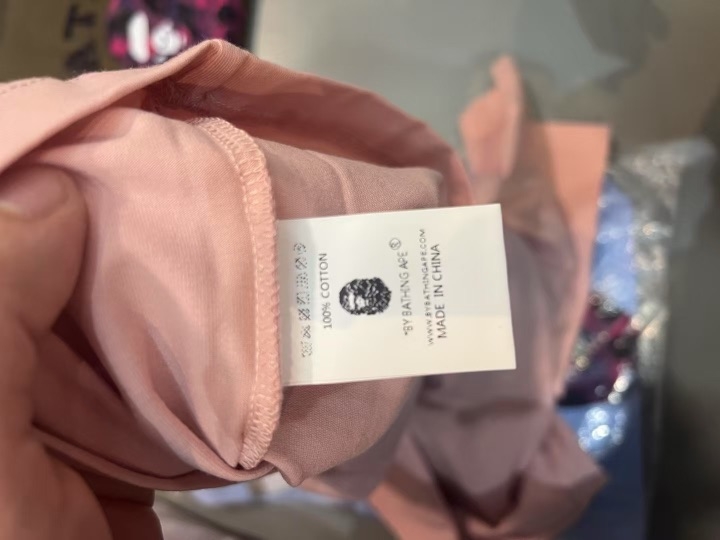 100% COTTON
*BY BATHING APE®
WWW.BYBATHINGAPE.COM
MADE IN CHINA